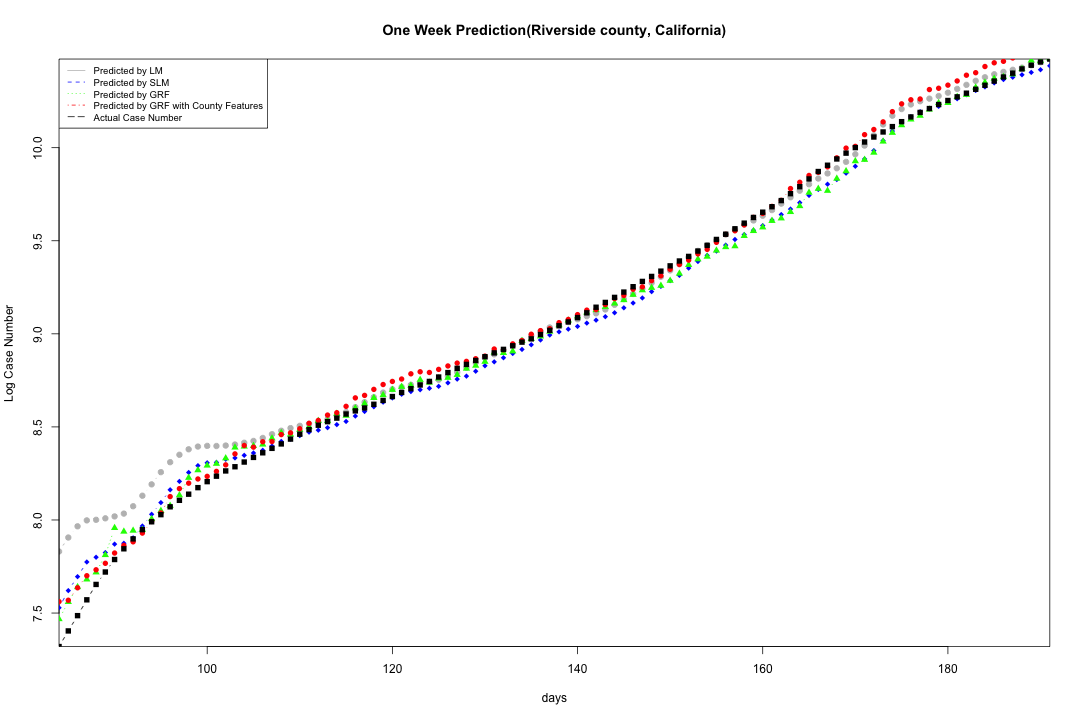 One Week Prediction(Riverside county, California)
Predicted by LM
Predicted by SLM
Predicted by GRF
Predicted by GRF with County Features
Actual Case Number
Log Case Number
10.0
9.5
9.0
8.5
8.0
7.5
100 120 140 160 180
days